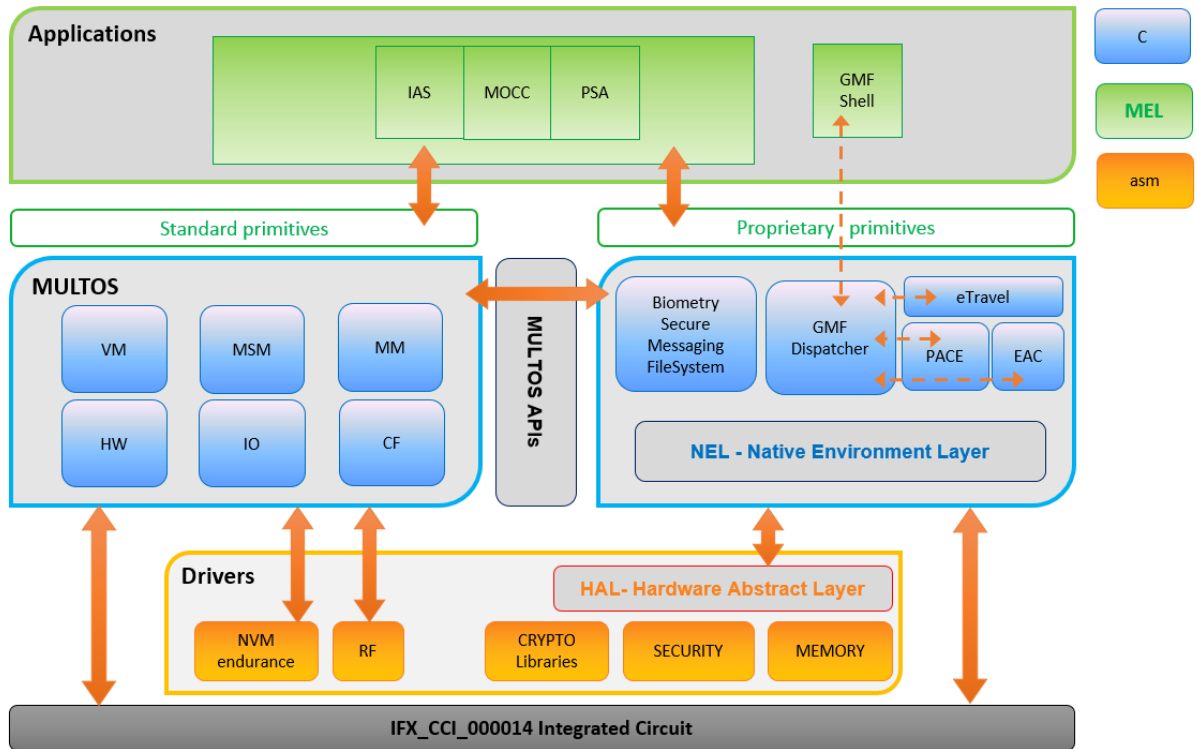 Applications
IAS
MOCC
PSA
GMF
Shell
C
MEL
asm
Standard primitives
Proprietary primitives
MULTOS
VM
MSM
MM
HW
IO
CF
MULTOS APIs
Biometry
Secure
Messaging
FileSystem
GMF
Dispatcher
eTravel
PACE
EAC
NEL - Native Environment Layer
Drivers
HAL- Hardware Abstract Layer
NVM
endurance
RF
CRYPTO
Libraries
SECURITY
MEMORY
IFX_CCI_000014 Integrated Circuit